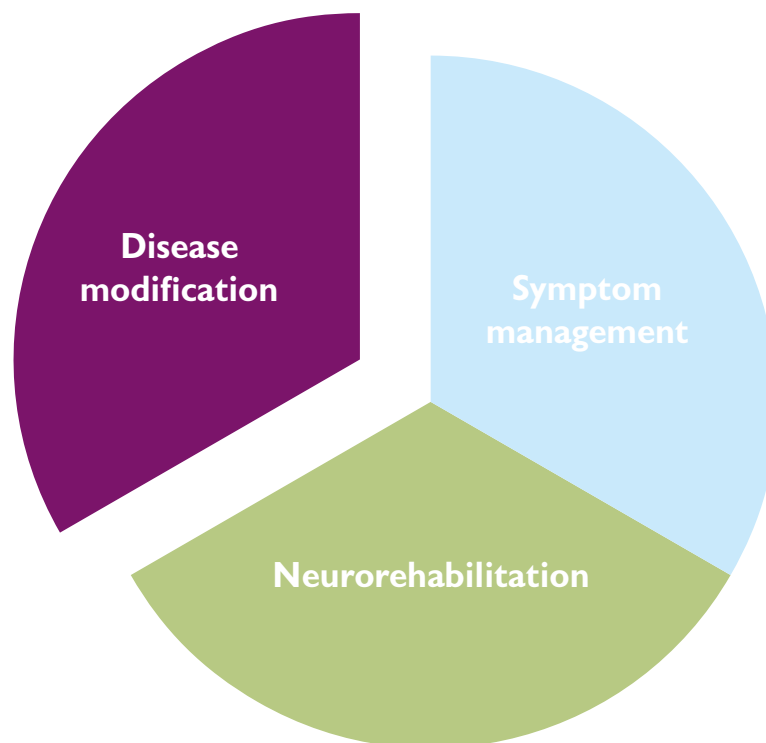 Disease
modification
Symptom
management
Neurorehabilitation